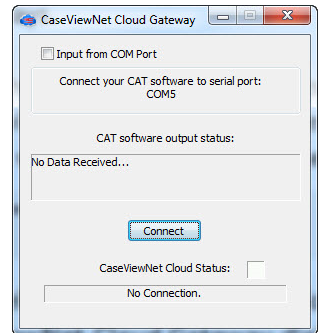 CaseViewNet Cloud Gateway
Input from COM Port
Connect your CAT software to serial port:
COM5
CAT software output status:
No Data Received...
Connect
CaseViewNet Cloud Status:
No Connection.